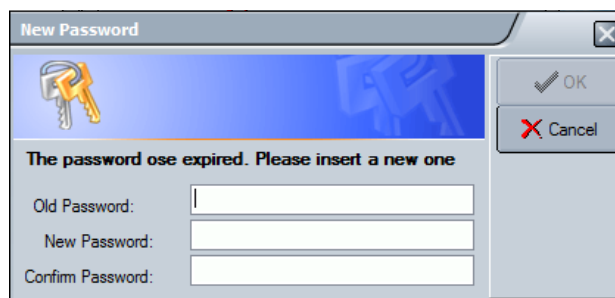 New Password
OK
Cancel
The password ose expired. Please insert a new one
Old Password:
New Password:
Confirm Password: